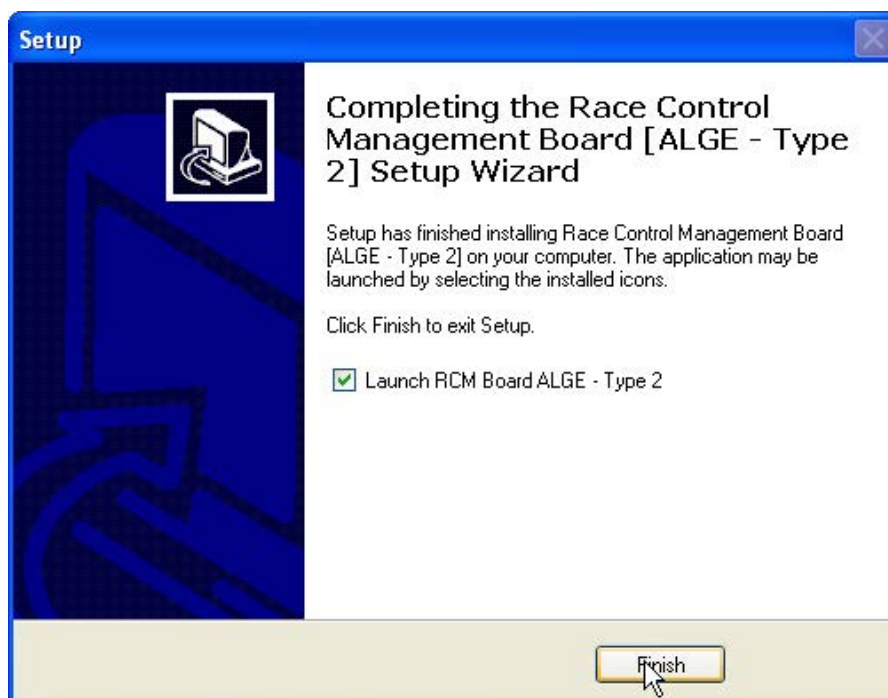 Setup
Completing the Race Control
Management Board [ALGE - Type
2] Setup Wizard
Setup has finished installing Race Control Management Board
[ALGE - Type 2] on your computer. The application may be
launched by selecting the installed icons.
Click Finish to exit Setup.
Launch RCM Board ALGE - Type 2
Finish